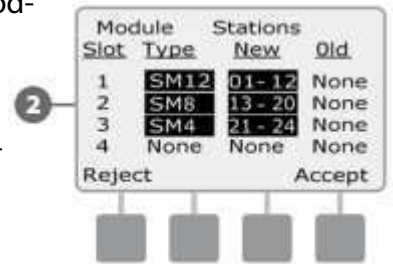 od-
Module Stations
Slot Type New Old
1 SM12 01-12 None
2 SM8 13-20 None
3 SM4 21-24 None
4 None None None
Reject Accept
2